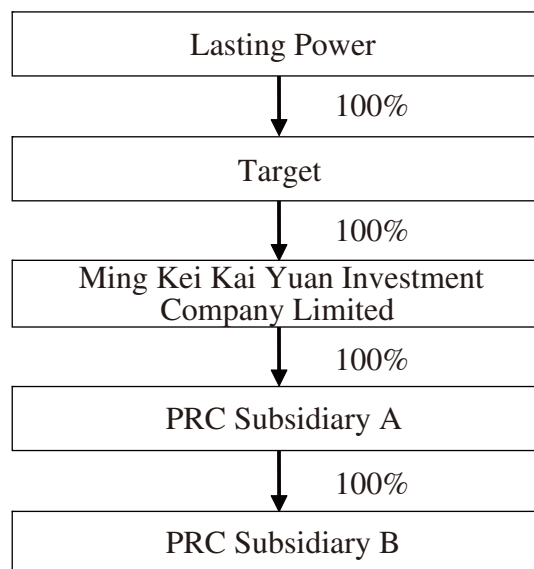 Lasting Power
100%
Target
100%
Ming Kei Kai Yuan Investment
Company Limited
100%
PRC Subsidiary A
100%
PRC Subsidiary B